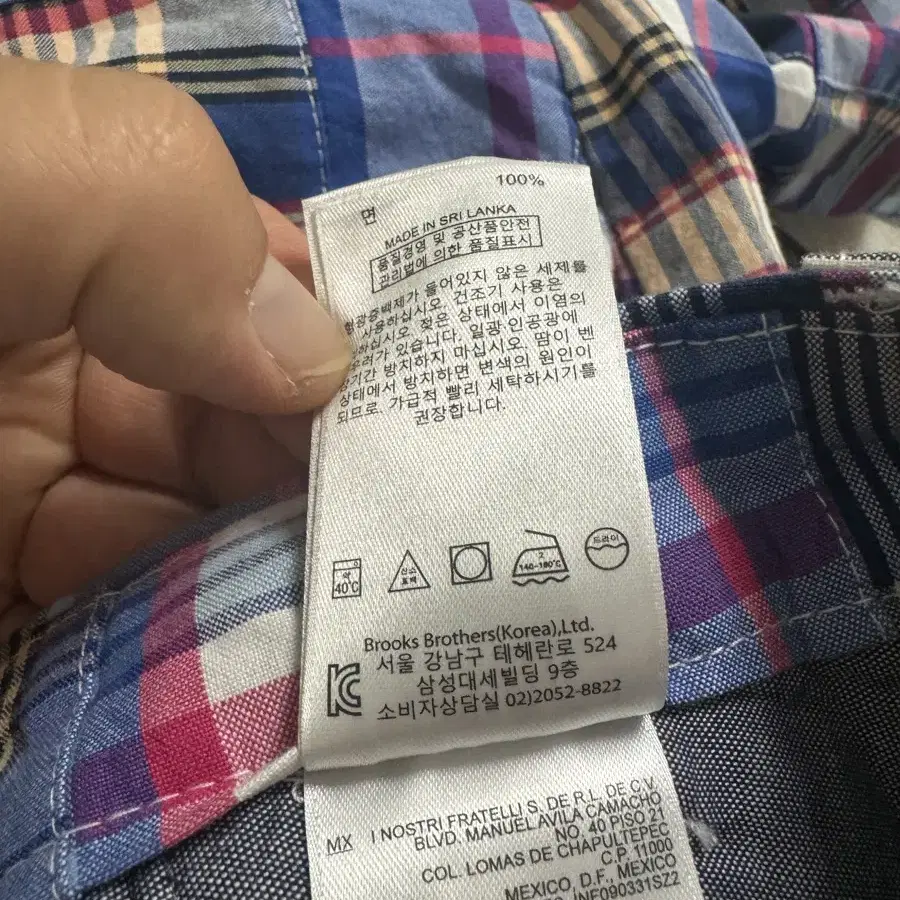 100%
면
MADE IN SRI LANKA
품질경영 및 공산품안전
관리법에 의한 품질표시
형광증백제가 들어있지 않은 세제를
사용하십시오. 건조기 사용은
하십시오. 젖은 상태에서 이염의
가 있습니다. 일광,인공광에
기간 방치하지 마십시오. 땀이 벤
상태에서 방치하면 변색의 원인이
되므로, 가급적 빨리 세탁하시기를
권장합니다.
약
40℃
산소
표백
2
140-160℃
드라이
Brooks Brothers(Korea),Ltd.
서울 강남구 테헤란로 524
삼성대세빌딩 9층
소비자상담실 02)2052-8822
MX
I NOSTRI FRATELLI S. DE R.L. DE C.V.
BLVD. MANUEL AVILA CAMACHO
NO. 40 PISO 21
COL. LOMAS DE CHAPULTEPEC
C.P. 11000
MEXICO, D.F., MEXICO
INF090331SZ2